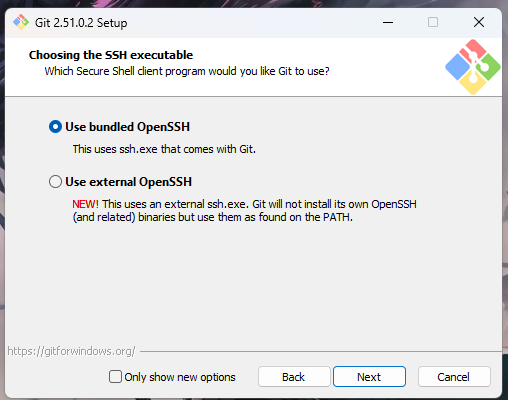 Git 2.51.0.2 Setup
Choosing the SSH executable
Which Secure Shell client program would you like Git to use?
Use bundled OpenSSH
This uses ssh.exe that comes with Git.
Use external OpenSSH
NEW! This uses an external ssh.exe. Git will not install its own OpenSSH
(and related) binaries but use them as found on the PATH.
https://gitforwindows.org/
Only show new options
Back
Next
Cancel